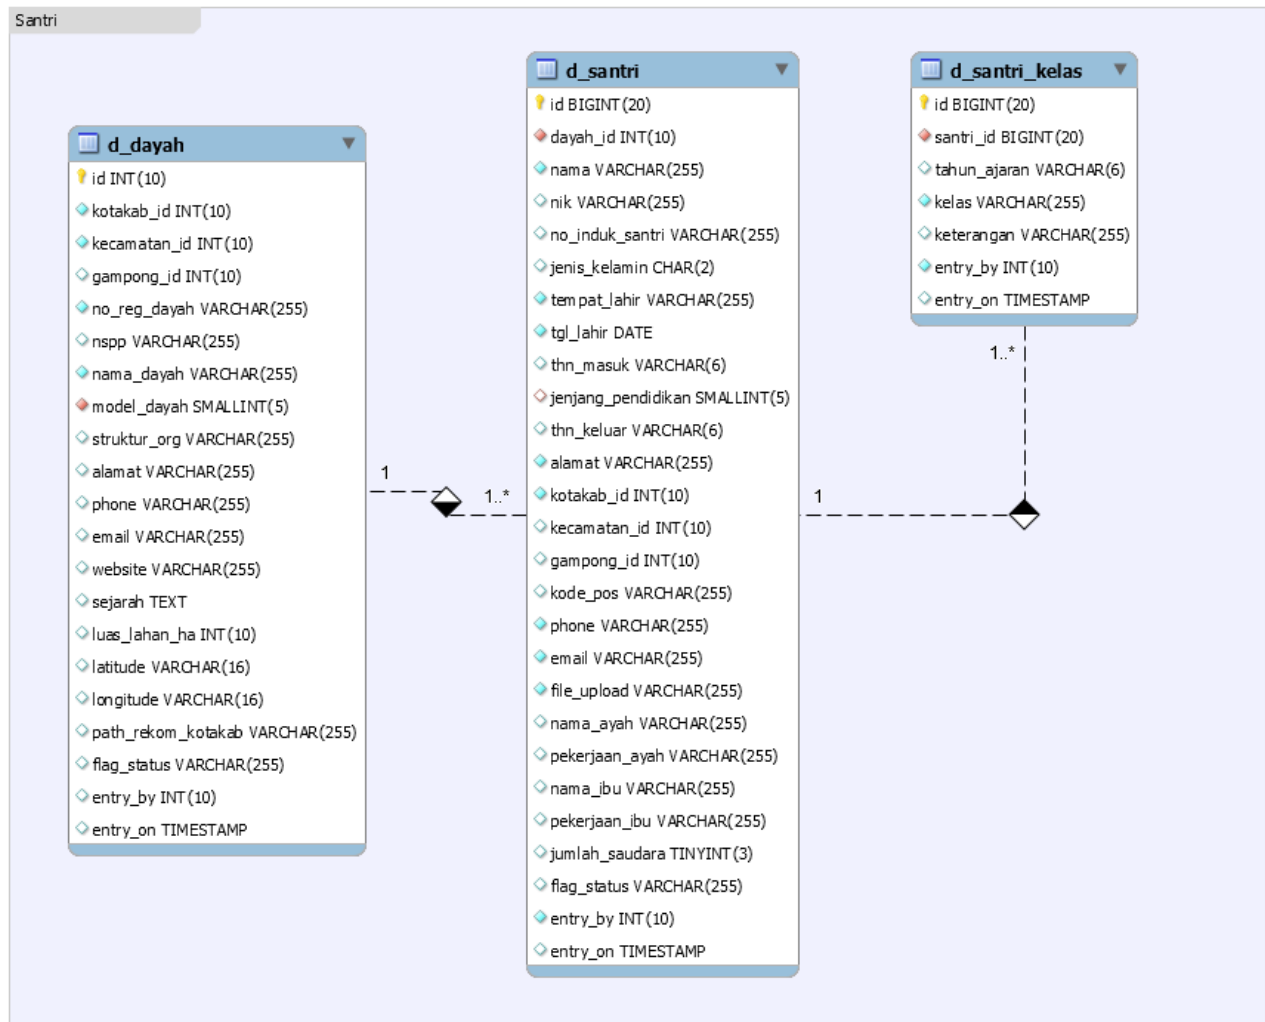 Santri
d_dayah
id INT(10)
kotakab_id INT(10)
kecamatan_id INT(10)
gampong_id INT(10)
no_reg_dayah VARCHAR(255)
nspp VARCHAR(255)
nama_dayah VARCHAR(255)
model_dayah SMALLINT(5)
struktur_org VARCHAR(255)
alamat VARCHAR(255)
phone VARCHAR(255)
email VARCHAR(255)
website VARCHAR(255)
sejarah TEXT
luas_lahan_ha INT(10)
latitude VARCHAR(16)
longitude VARCHAR(16)
path_rekom_kotakab VARCHAR(255)
flag_status VARCHAR(255)
entry_by INT(10)
entry_on TIMESTAMP
1
1..*
d_santri
id BIGINT(20)
dayah_id INT(10)
nama VARCHAR(255)
nik VARCHAR(255)
no_induk_santri VARCHAR(255)
jenis_kelamin CHAR(2)
tempat_lahir VARCHAR(255)
tgl_lahir DATE
thn_masuk VARCHAR(6)
jenjang_pendidikan SMALLINT(5)
thn_keluar VARCHAR(6)
alamat VARCHAR(255)
kotakab_id INT(10)
kecamatan_id INT(10)
gampong_id INT(10)
kode_pos VARCHAR(255)
phone VARCHAR(255)
email VARCHAR(255)
file_upload VARCHAR(255)
nama_ayah VARCHAR(255)
pekerjaan_ayah VARCHAR(255)
nama_ibu VARCHAR(255)
pekerjaan_ibu VARCHAR(255)
jumlah_saudara TINYINT(3)
flag_status VARCHAR(255)
entry_by INT(10)
entry_on TIMESTAMP
1
1..*
d_santri_kelas
id BIGINT(20)
santri_id BIGINT(20)
tahun_ajaran VARCHAR(6)
kelas VARCHAR(255)
keterangan VARCHAR(255)
entry_by INT(10)
entry_on TIMESTAMP